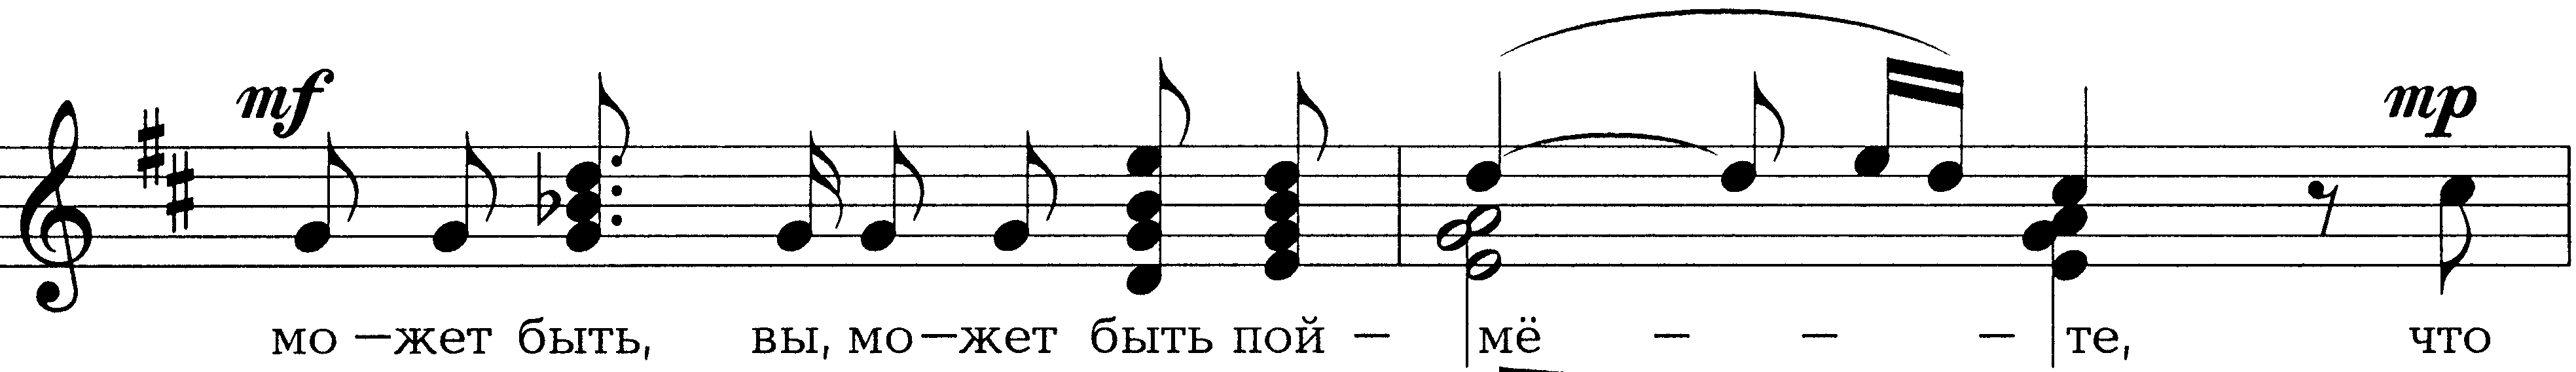 mf mp
мо — жет быть, вы, мо — жет быть пой — мё — — — те, что